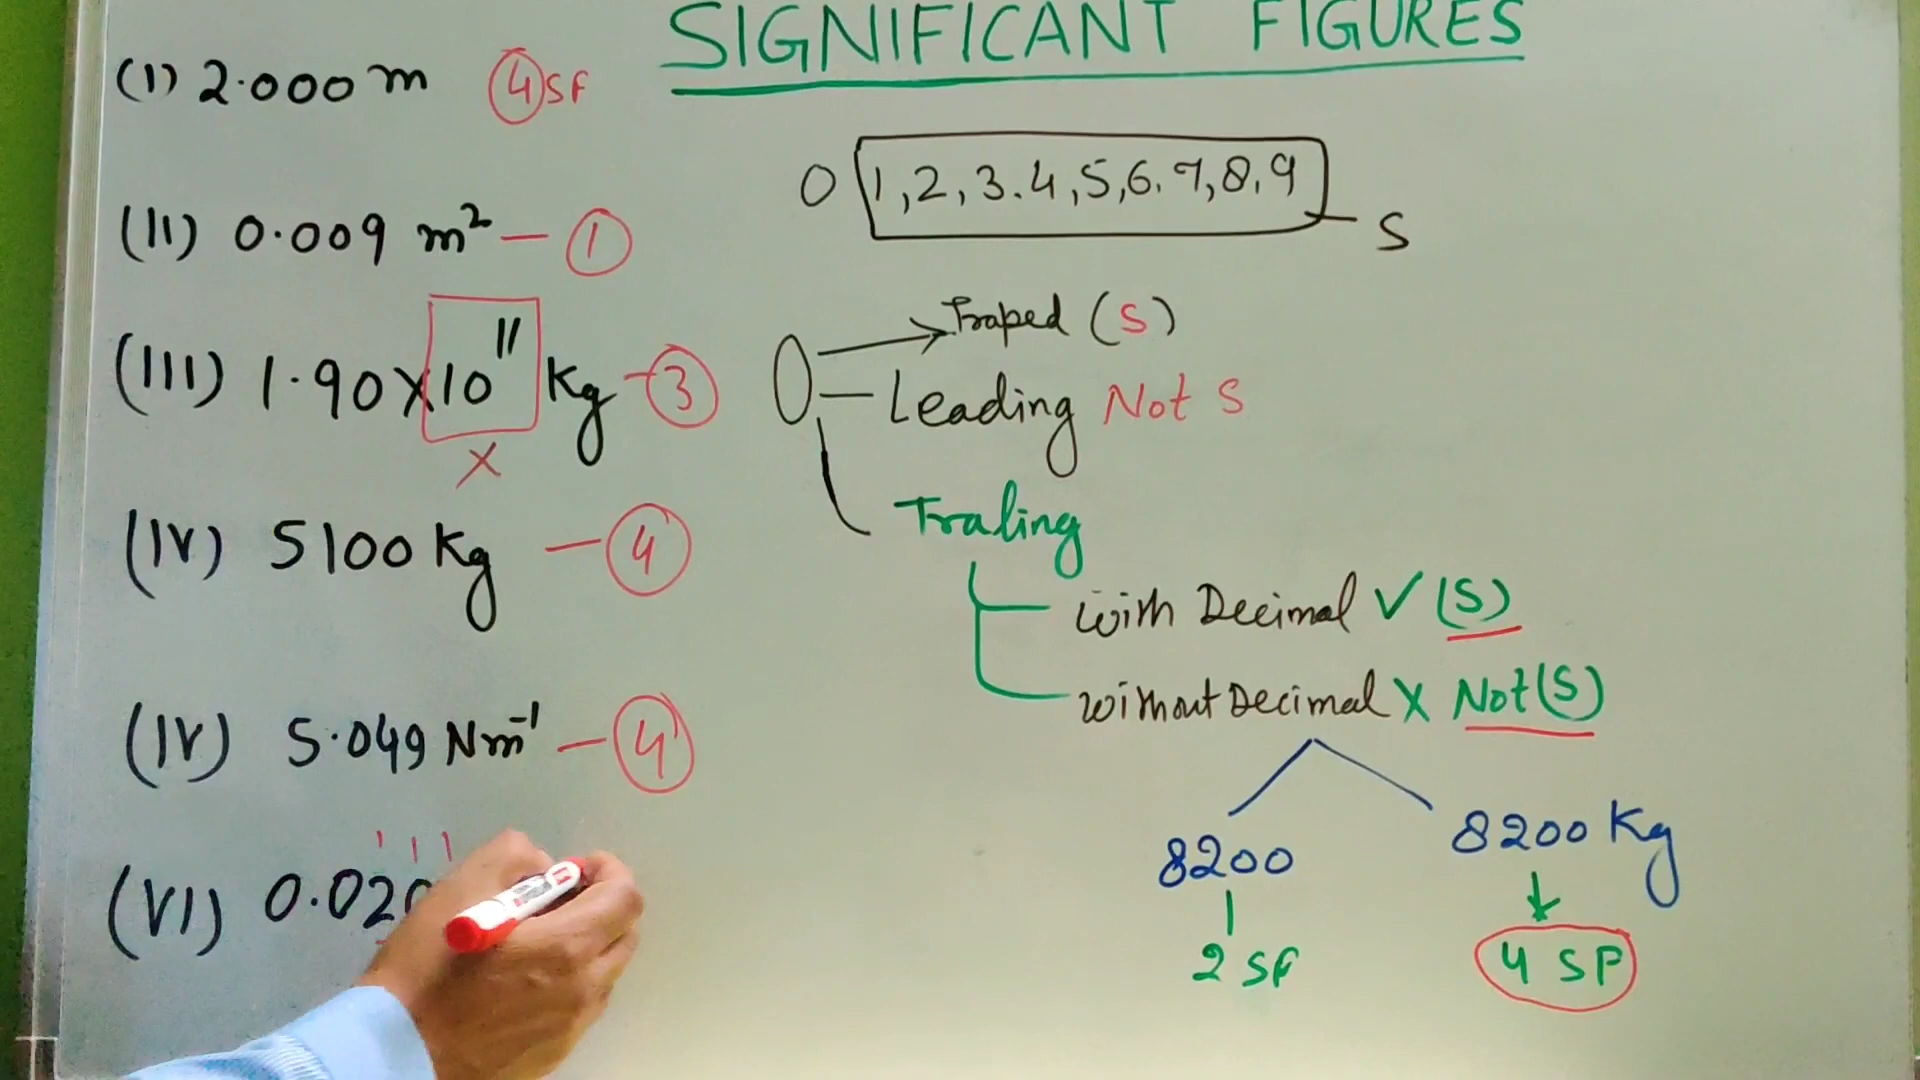 SIGNIFICANT FIGURES
(I) 2.000 m 4 SF
(II) 0.009 m² — 1
(III) 1.90 x 10¹¹ Kg — 3
X
(IV) 5100 Kg — 4
(IV) 5.049 Nm⁻¹ — 4
(VI) 0.020
0 1,2,3.4,5,6.7,8,9 S
0 Traped (S)
Leading Not S
Traling
With Decimal ✓ (S)
Without Decimal X Not (S)
8200 8200 Kg
2 SF 4 SF